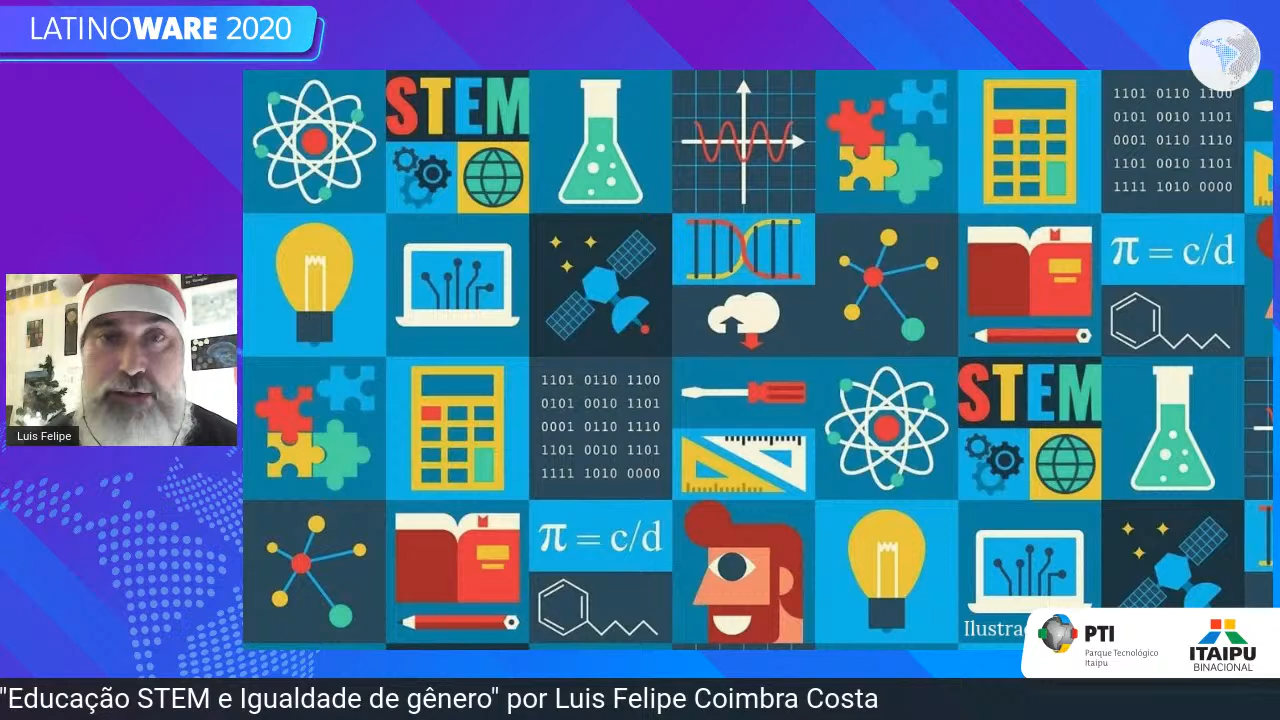 LATINOWARE 2020
STEM
1101 0110 1100
0101 0010 1101
0001 0110 1110
1101 0010 1101
1111 1010 0000
π = c/d
Luis Felipe
1101 0110 1100
0101 0010 1101
0001 0110 1110
1101 0010 1101
1111 1010 0000
STEM
π = c/d
Ilustra
PTI
Parque Tecnológico
Itaipu
ITAIPU
BINACIONAL
"Educação STEM e Igualdade de gênero" por Luis Felipe Coimbra Costa